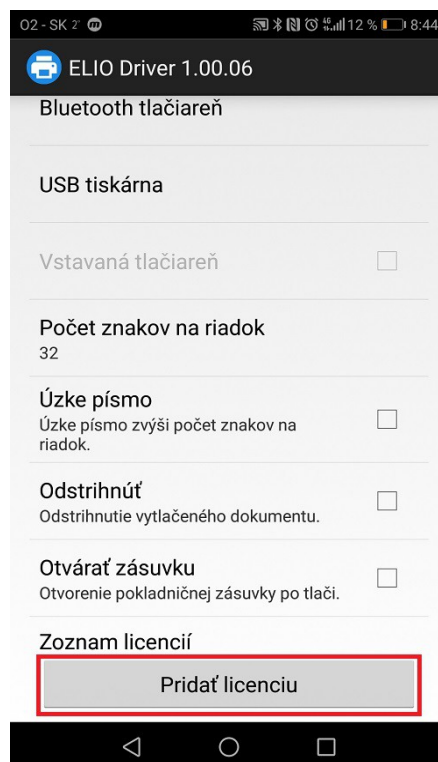 O2 - SK 2" 12 % 8:44
ELIO Driver 1.00.06
Bluetooth tlačiareň
USB tiskárna
Vstavaná tlačiareň
Počet znakov na riadok
32
Úzke písmo
Úzke písmo zvýši počet znakov na
riadok.
Odstrihnúť
Odstrihnutie vytlačeného dokumentu.
Otvárať zásuvku
Otvorenie pokladničnej zásuvky po tlači.
Zoznam licencií
Pridať licenciu